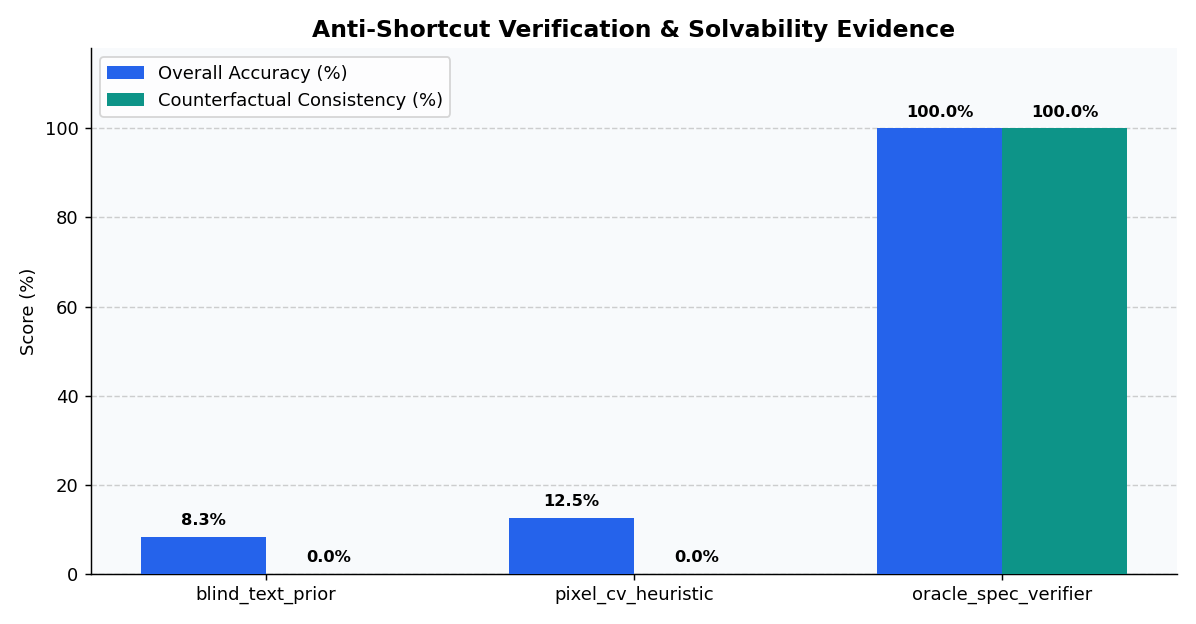 Anti-Shortcut Verification & Solvability Evidence
Overall Accuracy (%)
Counterfactual Consistency (%)
Score (%)
100
80
60
40
20
0
8.3%
0.0%
12.5%
0.0%
100.0%
100.0%
blind_text_prior
pixel_cv_heuristic
oracle_spec_verifier